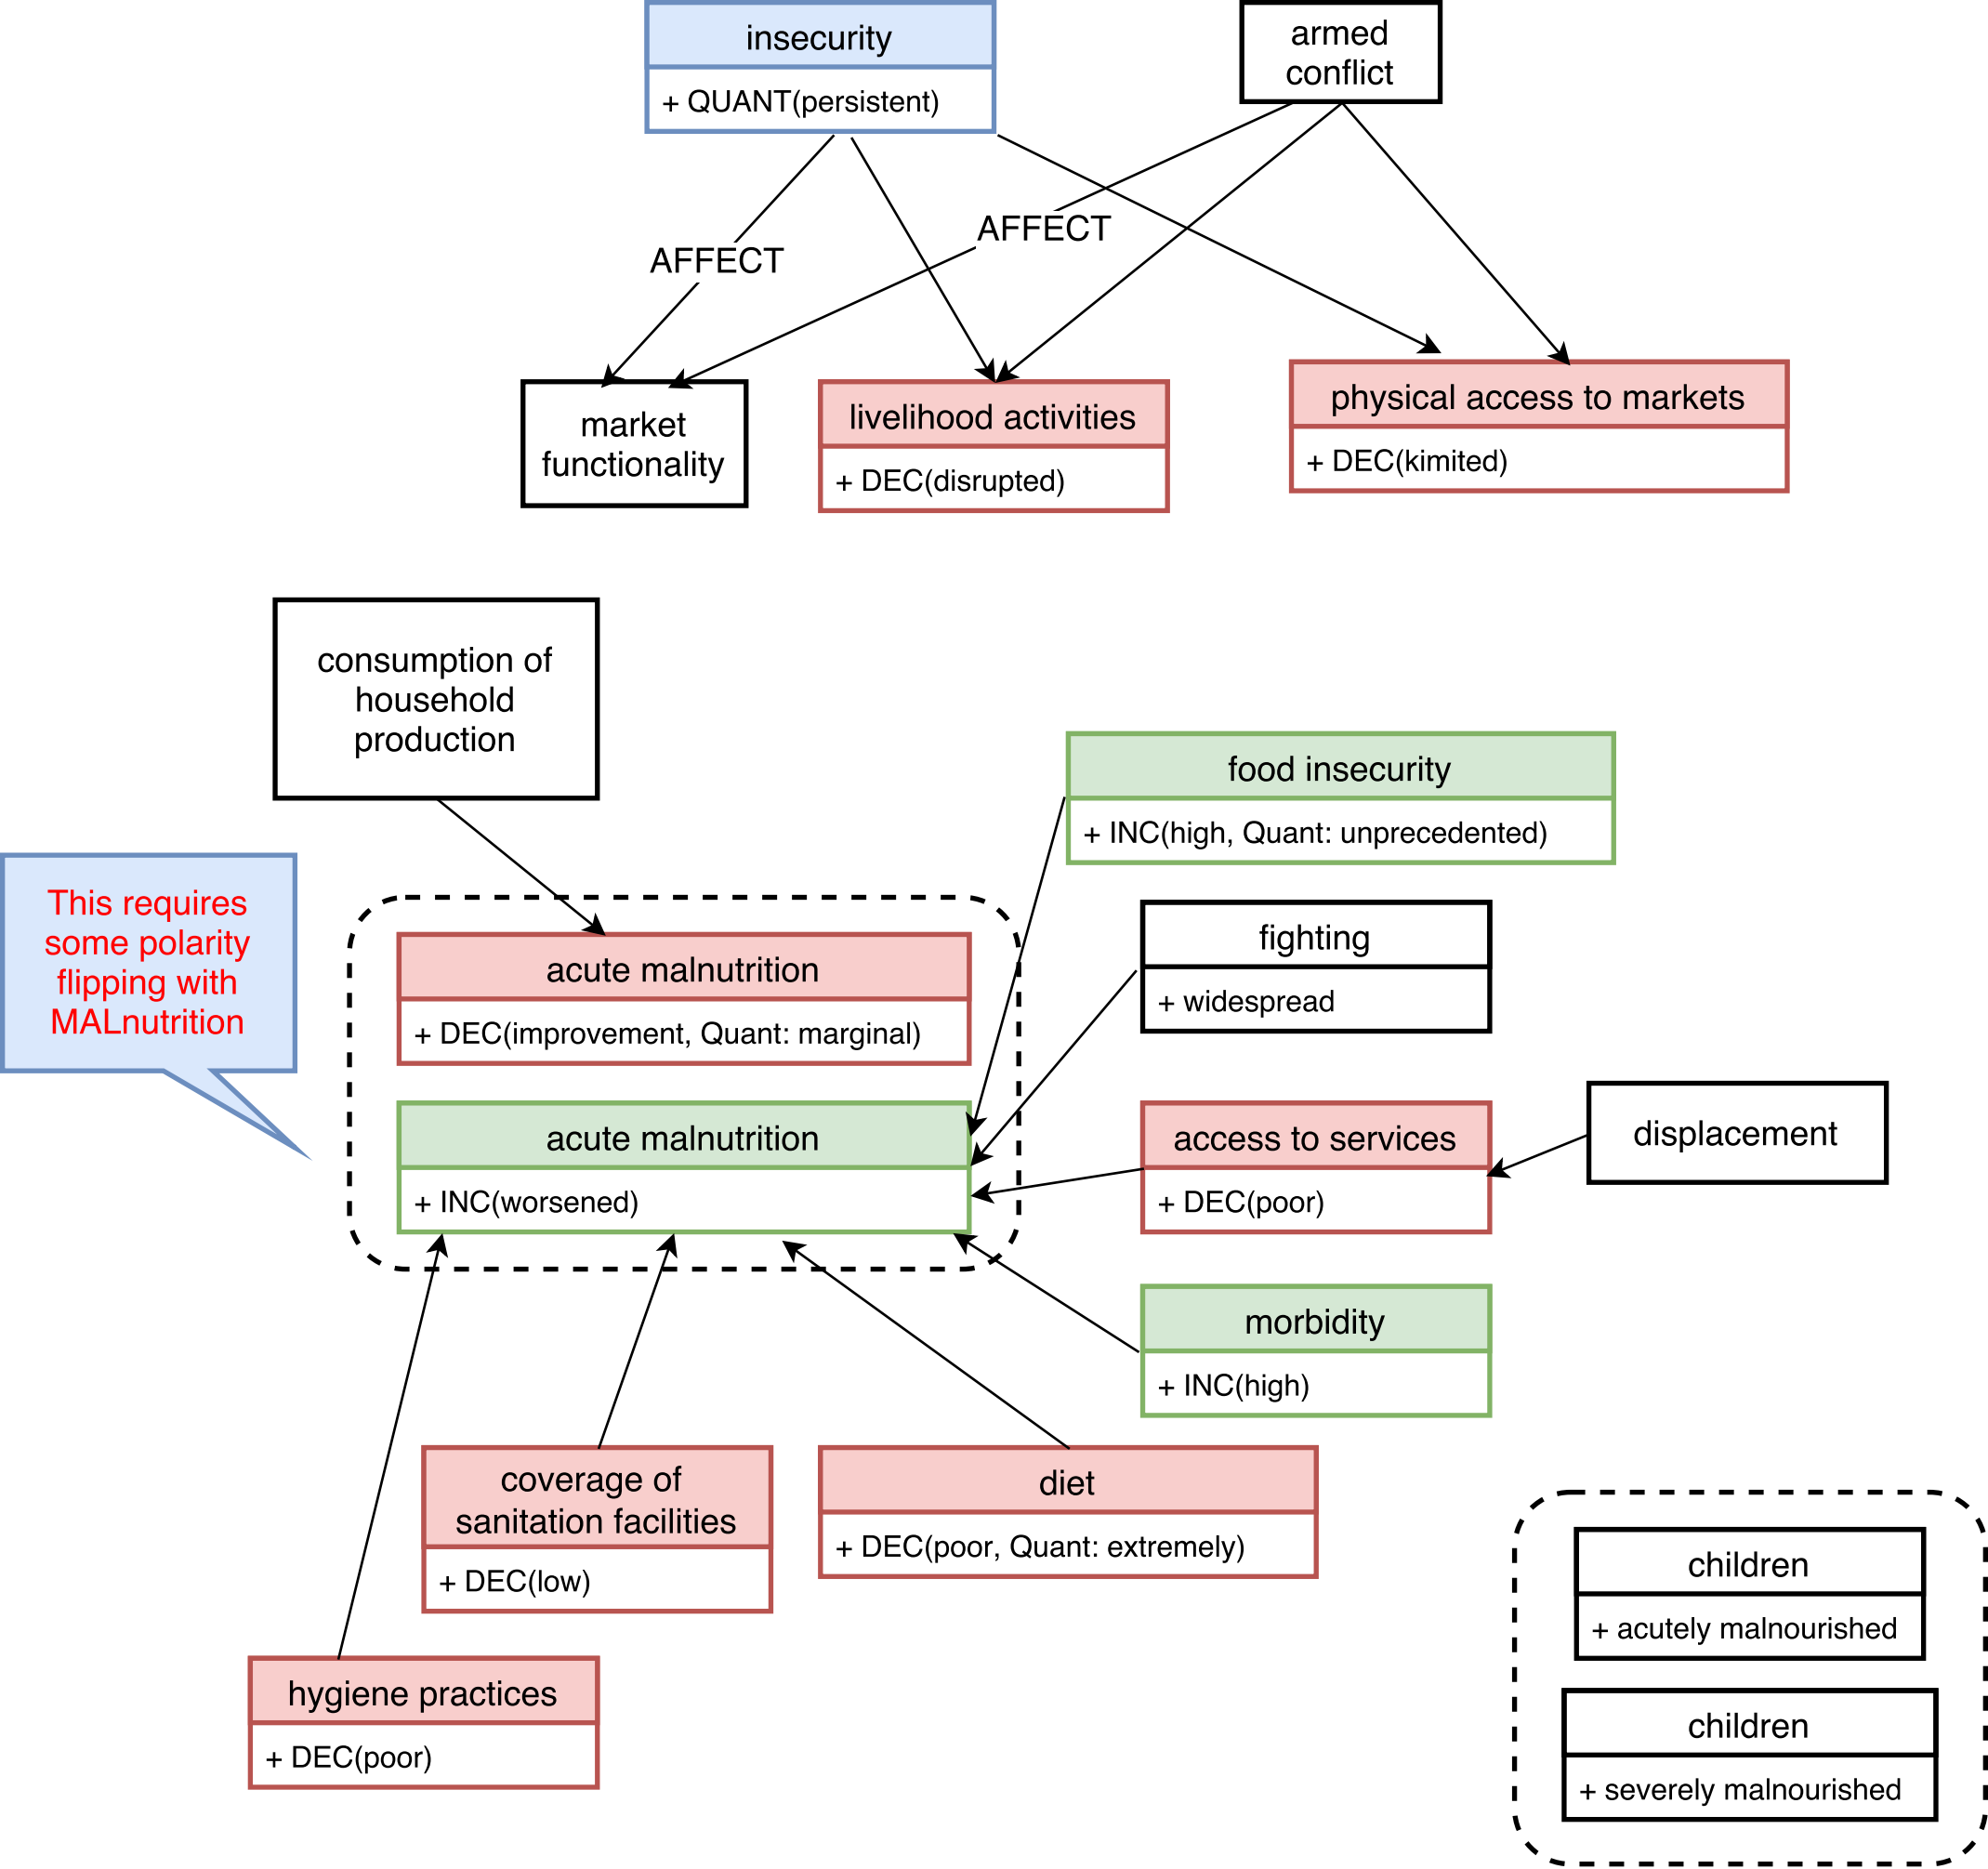 insecurity
+ QUANT(persistent)
armed
conflict
AFFECT
AFFECT
market
functionality
livelihood activities
+ DEC(disrupted)
physical access to markets
+ DEC(kimited)
consumption of
household
production
food insecurity
+ INC(high, Quant: unprecedented)
This requires
some polarity
flipping with
MALnutrition
acute malnutrition
+ DEC(improvement, Quant: marginal)
fighting
+ widespread
acute malnutrition
+ INC(worsened)
access to services
+ DEC(poor)
displacement
morbidity
+ INC(high)
coverage of
sanitation facilities
+ DEC(low)
diet
+ DEC(poor, Quant: extremely)
children
+ acutely malnourished
hygiene practices
+ DEC(poor)
children
+ severely malnourished